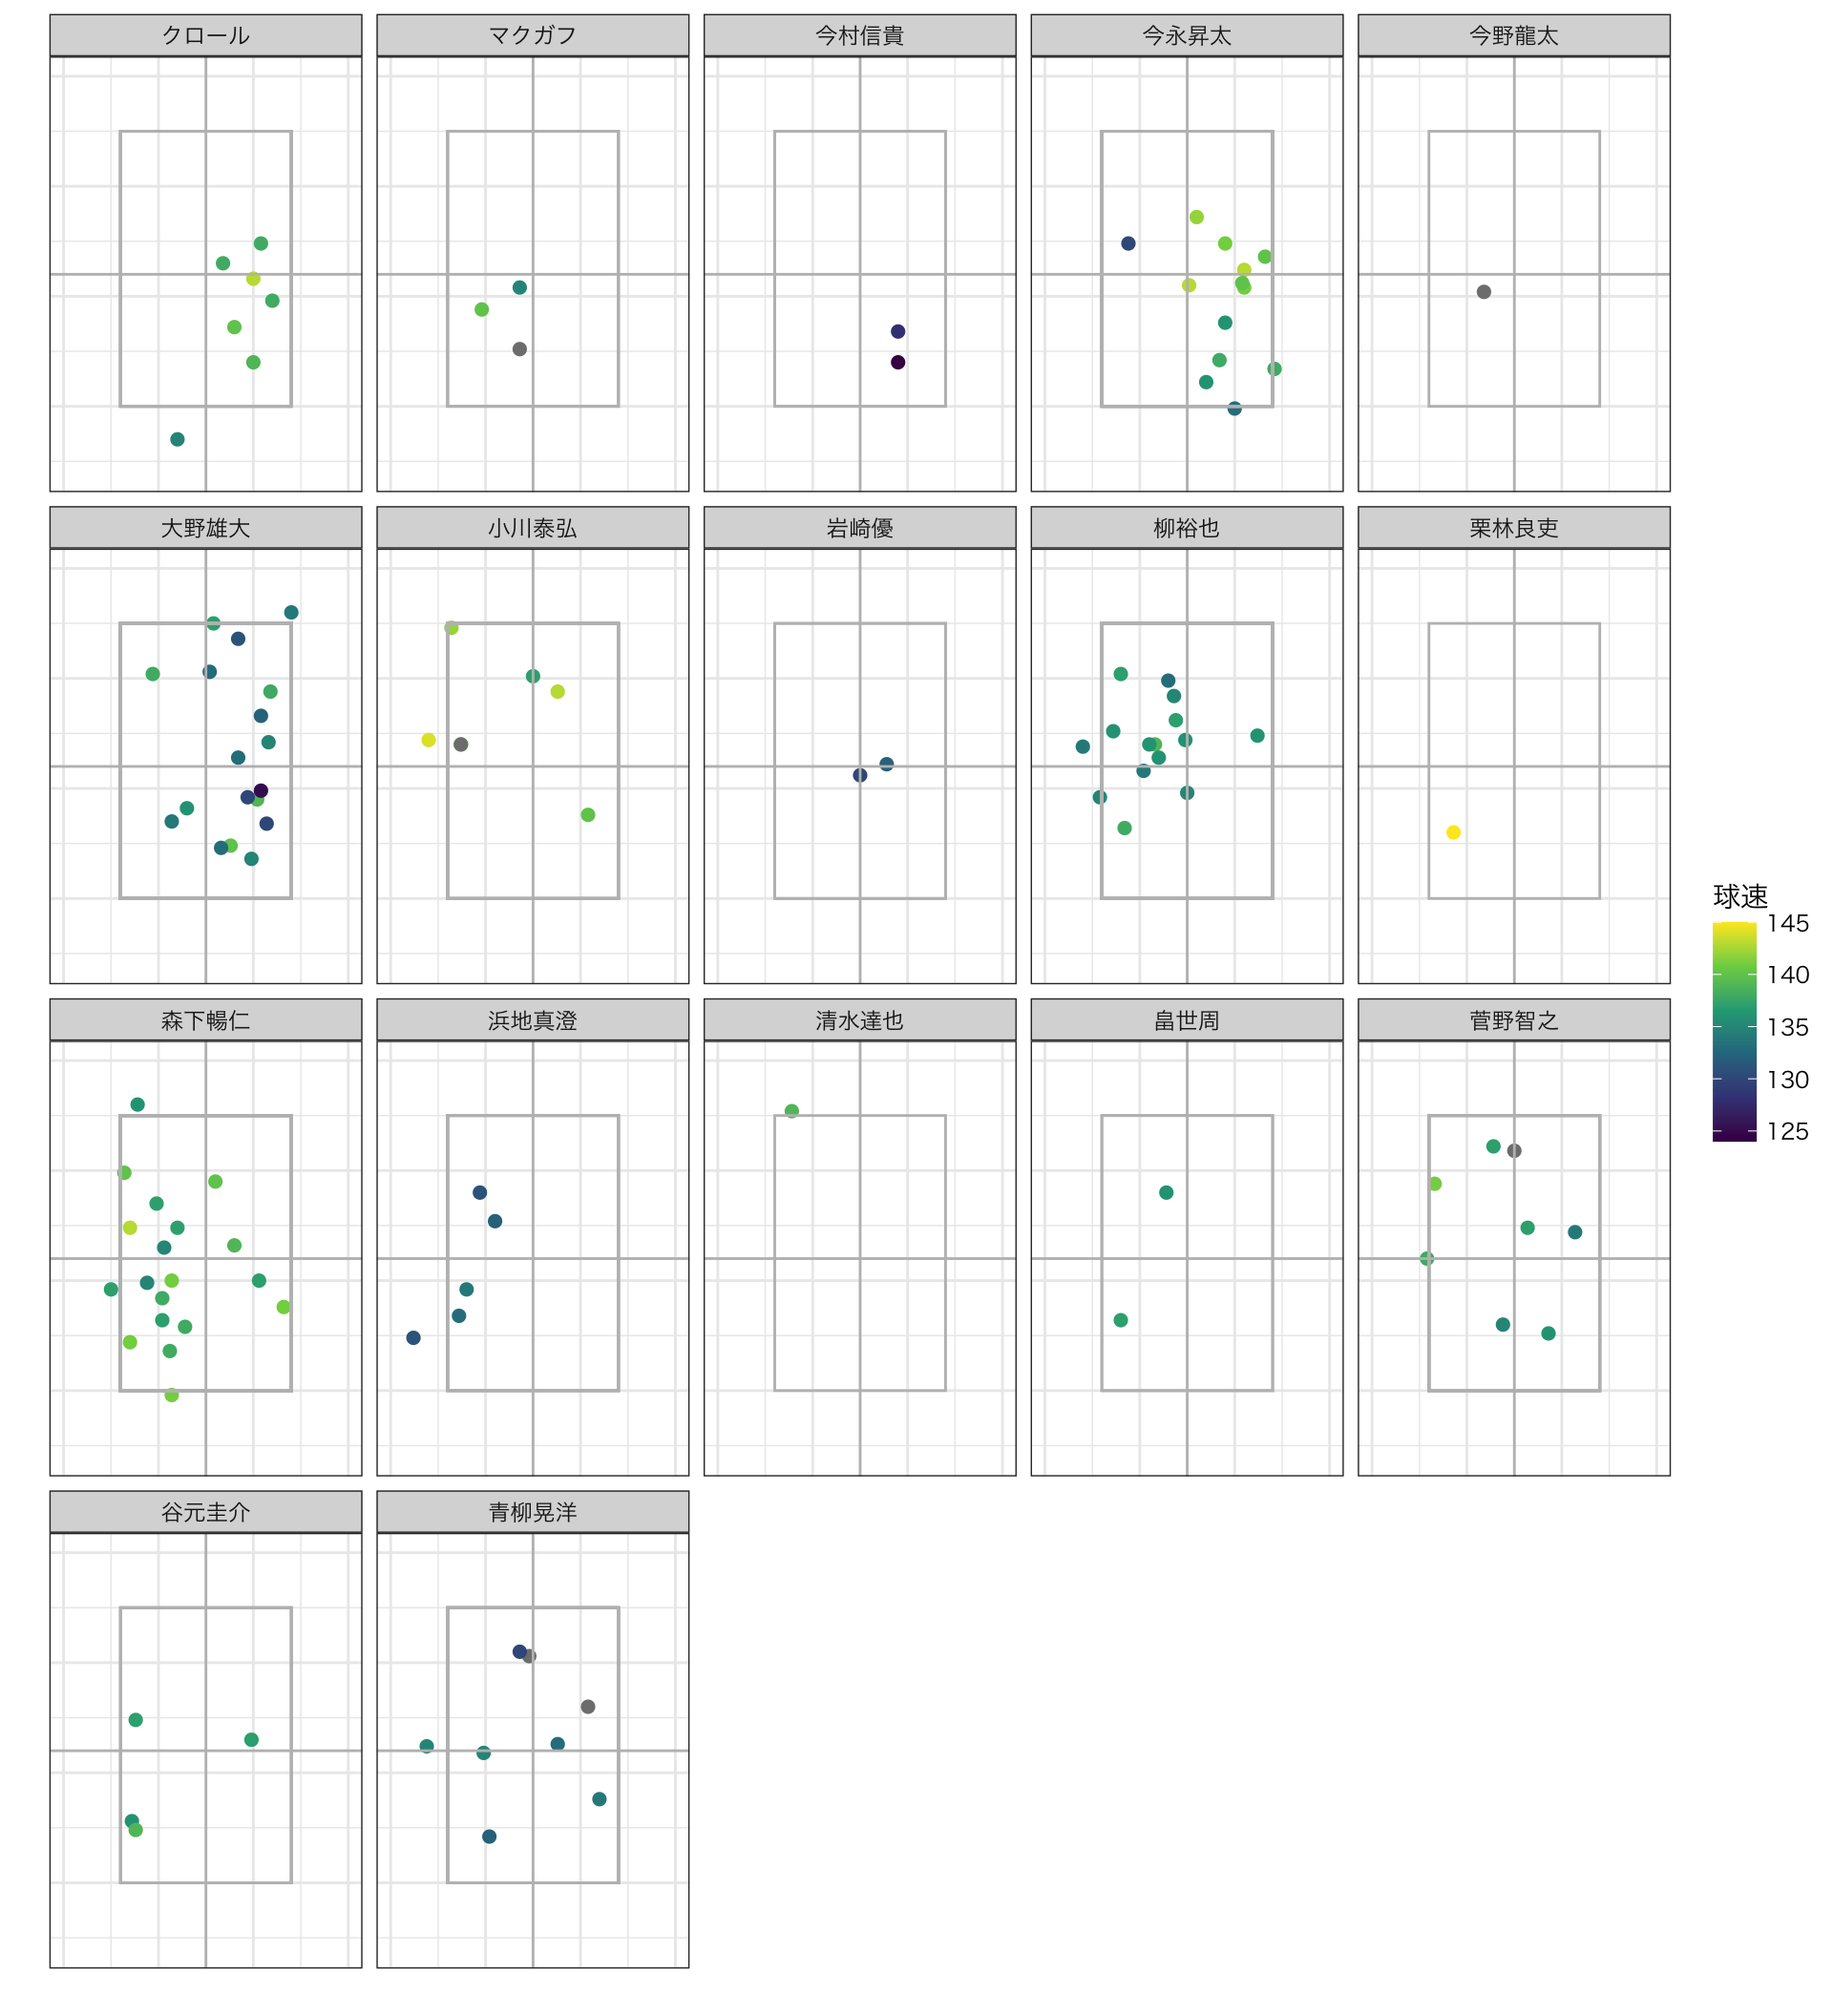 クロール
マクガフ
今村信貴
今永昇太
今野龍太
大野雄大
小川泰弘
岩崎優
柳裕也
栗林良吏
森下暢仁
浜地真澄
清水達也
畠世周
菅野智之
谷元圭介
青柳晃洋
球速
145
140
135
130
125